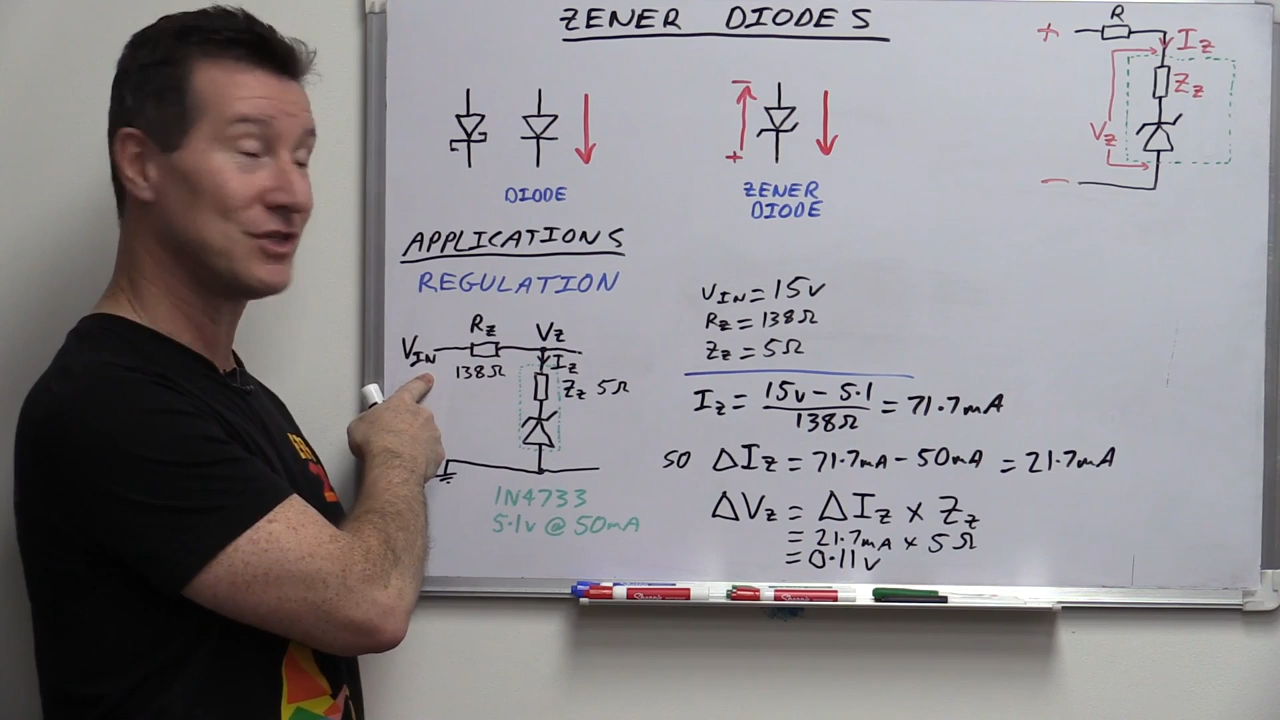 ZENER DIODES
R
+
IZ
ZZ
VZ
−
−
+
DIODE
ZENER
DIODE
APPLICATIONS
REGULATION
VIN
RZ
138Ω
VZ
IZ
ZZ 5Ω
1N4733
5.1V @ 50mA
VIN = 15V
RZ = 138Ω
ZZ = 5Ω
IZ = 15V − 5.1 / 138Ω = 71.7mA
SO ΔIZ = 71.7mA − 50mA = 21.7mA
ΔVZ = ΔIZ × ZZ
= 21.7mA × 5Ω
= 0.11V
Sharpie